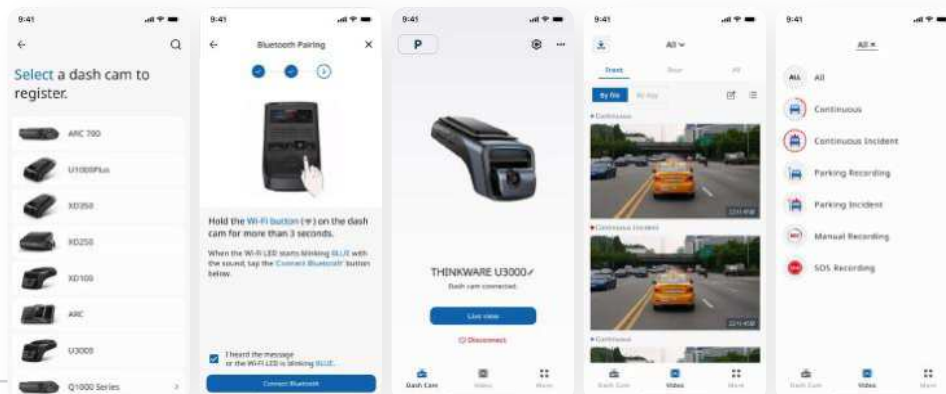 9:41
Select a dash cam to
register.
ARC 700
U1000Plus
XD350
XD250
XD100
ARC
U3000
Q1000 Series
9:41
Bluetooth Pairing
Hold the Wi-Fi button on the dash
cam for more than 3 seconds.
When the Wi-Fi LED starts blinking BLUE with
the sound, tap the 'Connect Bluetooth' button
below.
I heard the message
or the Wi-Fi LED is blinking BLUE.
Connect Bluetooth
9:41
P
THINKWARE U3000
Dash cam connected.
Live view
Disconnect
Dash Cam
Video
More
9:41
All
Front
Rear
All
By file
By day
Continuous
Continuous Incident
Continuous
Dash Cam
Video
More
9:41
All
ALL All
Continuous
Continuous Incident
Parking Recording
Parking Incident
REC Manual Recording
SOS SOS Recording
Dash Cam
Video
More